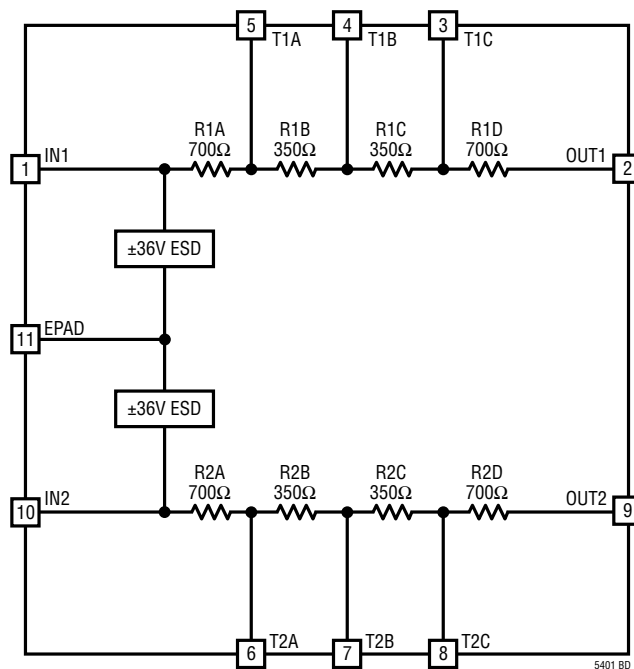 5 4 3
T1A T1B T1C
R1A R1B R1C R1D
700Ω 350Ω 350Ω 700Ω
1 IN1 OUT1 2
±36V ESD
11 EPAD
±36V ESD
R2A R2B R2C R2D
700Ω 350Ω 350Ω 700Ω
10 IN2 OUT2 9
6 T2A 7 T2B 8 T2C
5401 BD